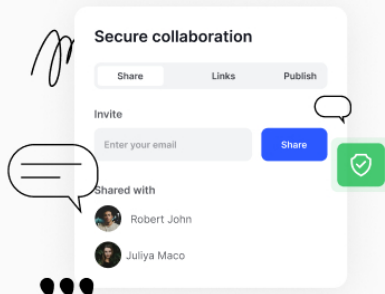 Secure collaboration
Share Links Publish
Invite
Enter your email Share
Shared with
Robert John
Juliya Maco